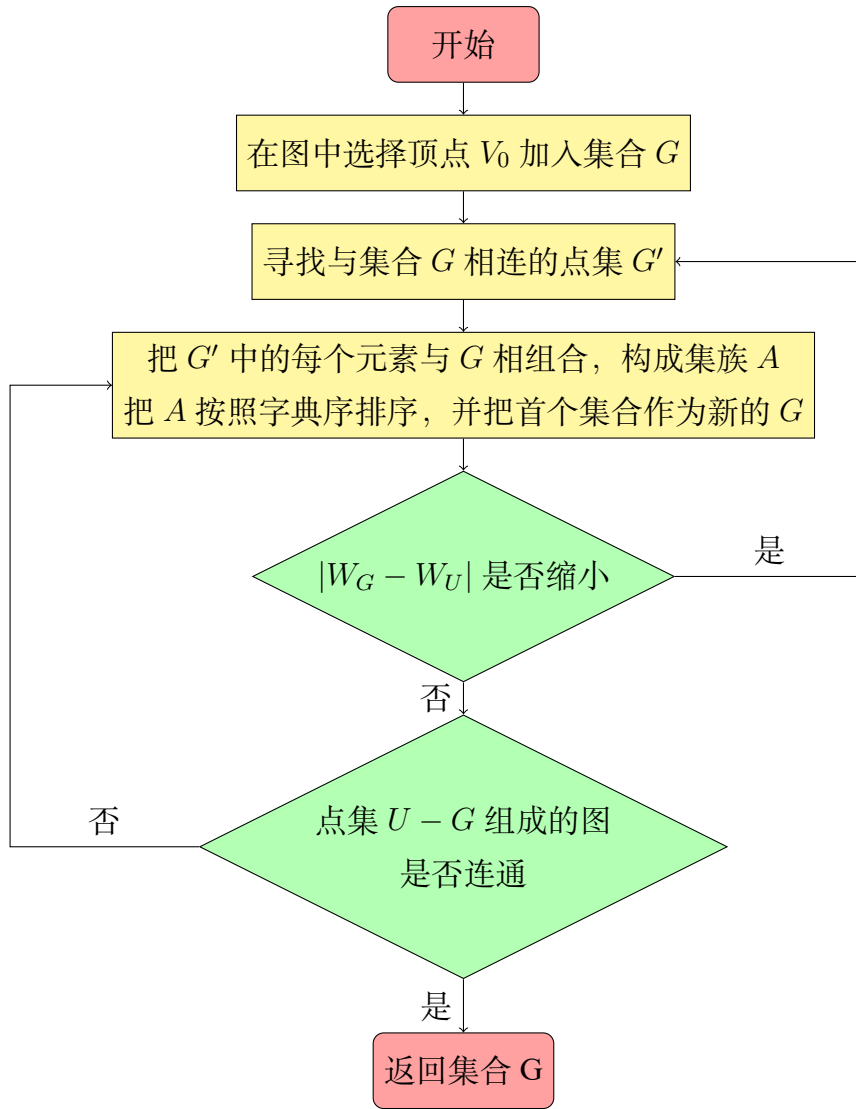 开始
在图中选择顶点 V₀ 加入集合 G
寻找与集合 G 相连的点集 G′
把 G′ 中的每个元素与 G 相组合，构成集族 A
把 A 按照字典序排序，并把首个集合作为新的 G
|W_G − W_U| 是否缩小
是
否
点集 U − G 组成的图
是否连通
否
是
返回集合 G